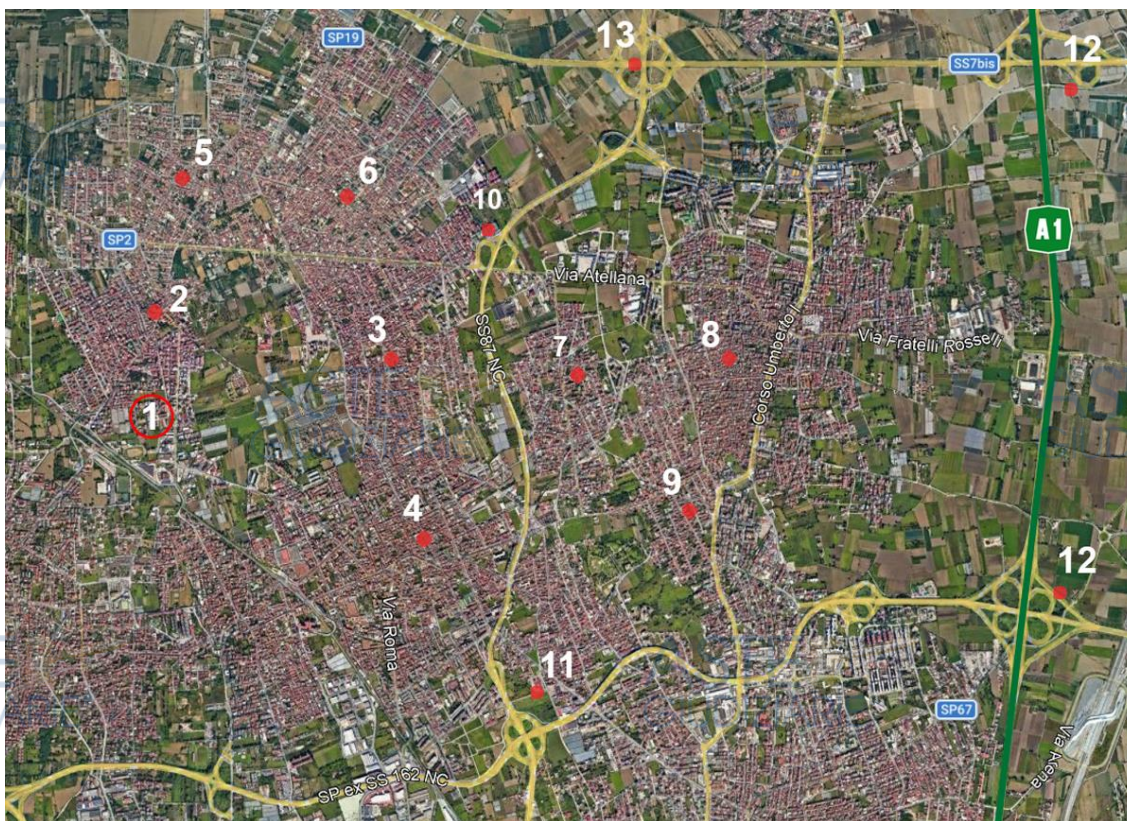 SP19
13
12
SS7bis
5
6
10
A1
SP2
Via Atellana
2
3
SS87 NC
7
8
Corso Umberto I
Via Fratelli Rosselli
1
9
4
12
Via Roma
11
SP67
Via Arena
SP ex SS 162 NC